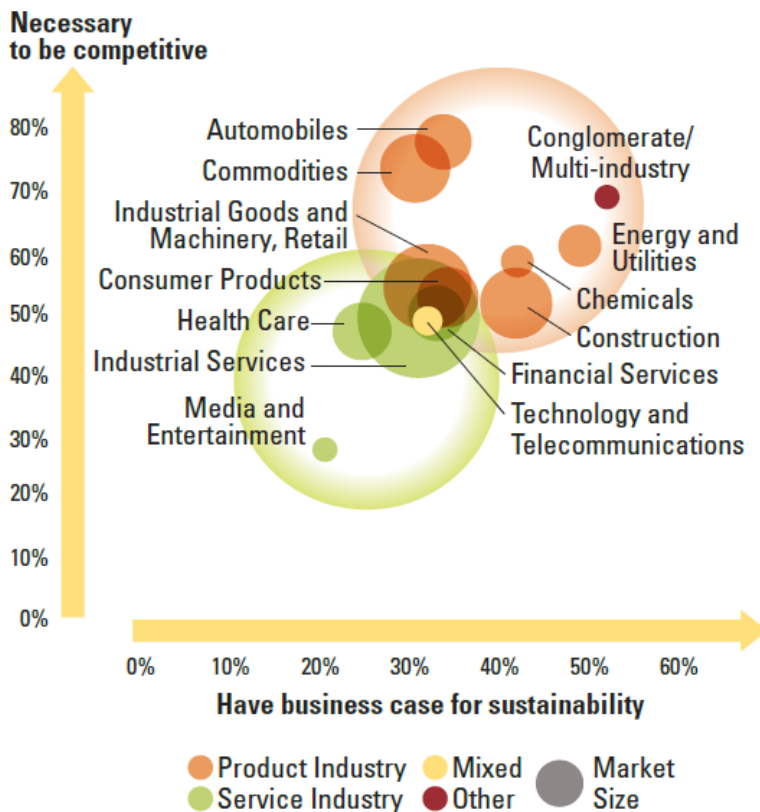 Necessary
to be competitive
80%
70%
60%
50%
40%
30%
20%
10%
0%
Automobiles
Commodities
Industrial Goods and
Machinery, Retail
Consumer Products
Health Care
Industrial Services
Media and
Entertainment
Conglomerate/
Multi-industry
Energy and
Utilities
Chemicals
Construction
Financial Services
Technology and
Telecommunications
0% 10% 20% 30% 40% 50% 60%
Have business case for sustainability
Product Industry
Service Industry
Mixed
Other
Market
Size